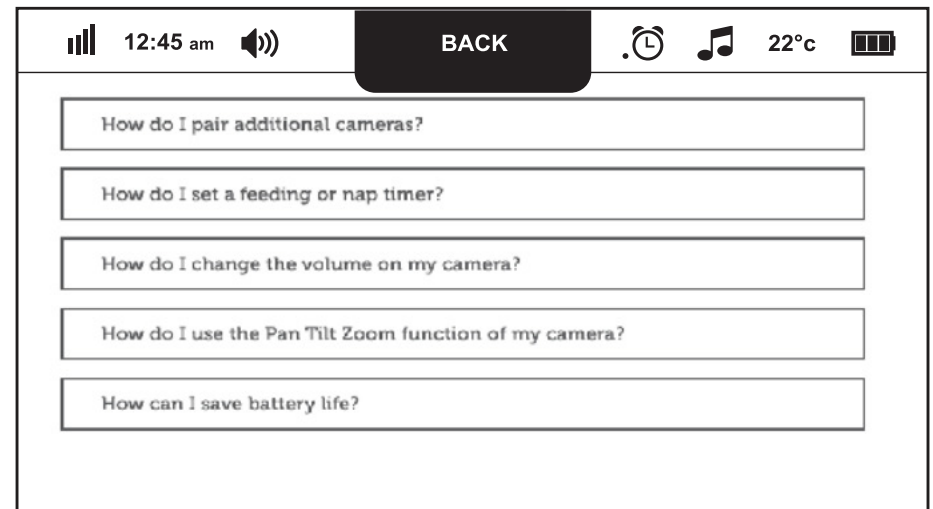 12:45 am BACK 22°c
How do I pair additional cameras?
How do I set a feeding or nap timer?
How do I change the volume on my camera?
How do I use the Pan Tilt Zoom function of my camera?
How can I save battery life?